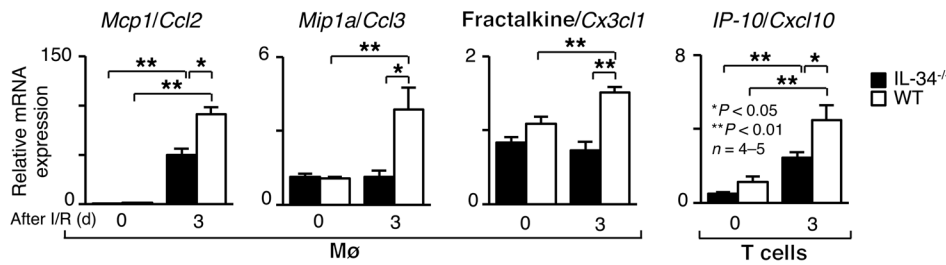 Mcp1/Ccl2
Mip1a/Ccl3
Fractalkine/Cx3cl1
IP-10/Cxcl10
Relative mRNA
expression
150
0
**
*
**
6
0
**
*
2
0
**
**
8
0
**
*
**
*P < 0.05
**P < 0.01
n = 4–5
IL-34-/-
WT
After I/R (d)
0
3
0
3
0
3
0
3
Mø
T cells